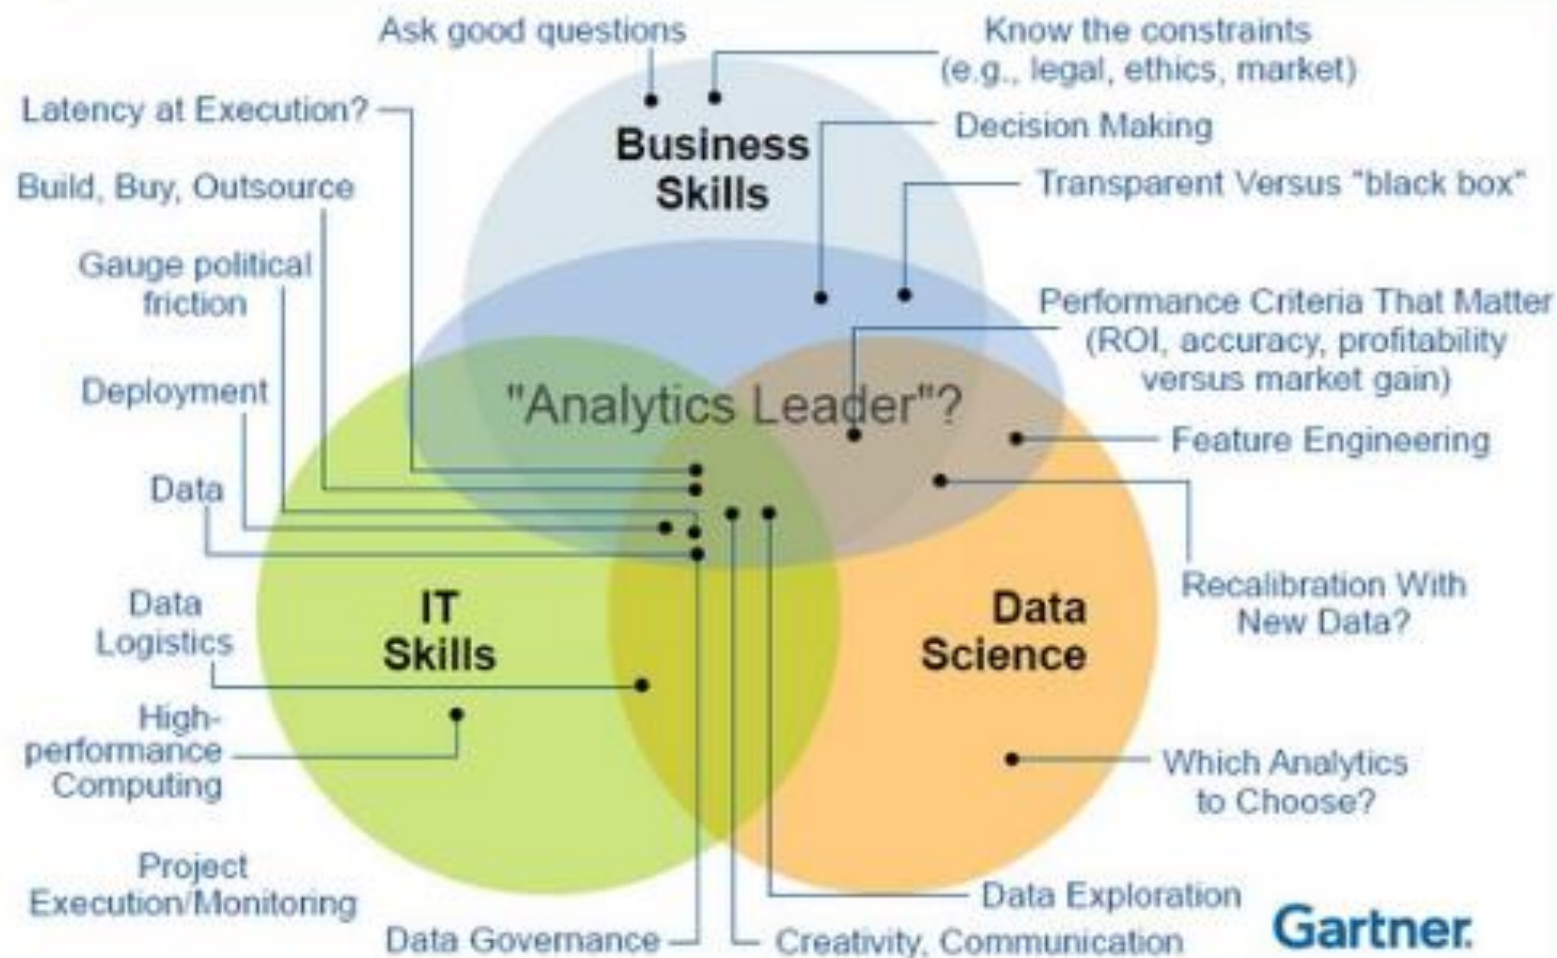 Ask good questions
Know the constraints
(e.g., legal, ethics, market)
Latency at Execution?
Decision Making
Business
Skills
Build, Buy, Outsource
Transparent Versus "black box"
Gauge political
friction
Performance Criteria That Matter
(ROI, accuracy, profitability
versus market gain)
Deployment
"Analytics Leader"?
Feature Engineering
Data
Recalibration With
New Data?
Data
Logistics
IT
Skills
Data
Science
High-
performance
Computing
Which Analytics
to Choose?
Project
Execution/Monitoring
Data Exploration
Data Governance
Creativity, Communication
Gartner.